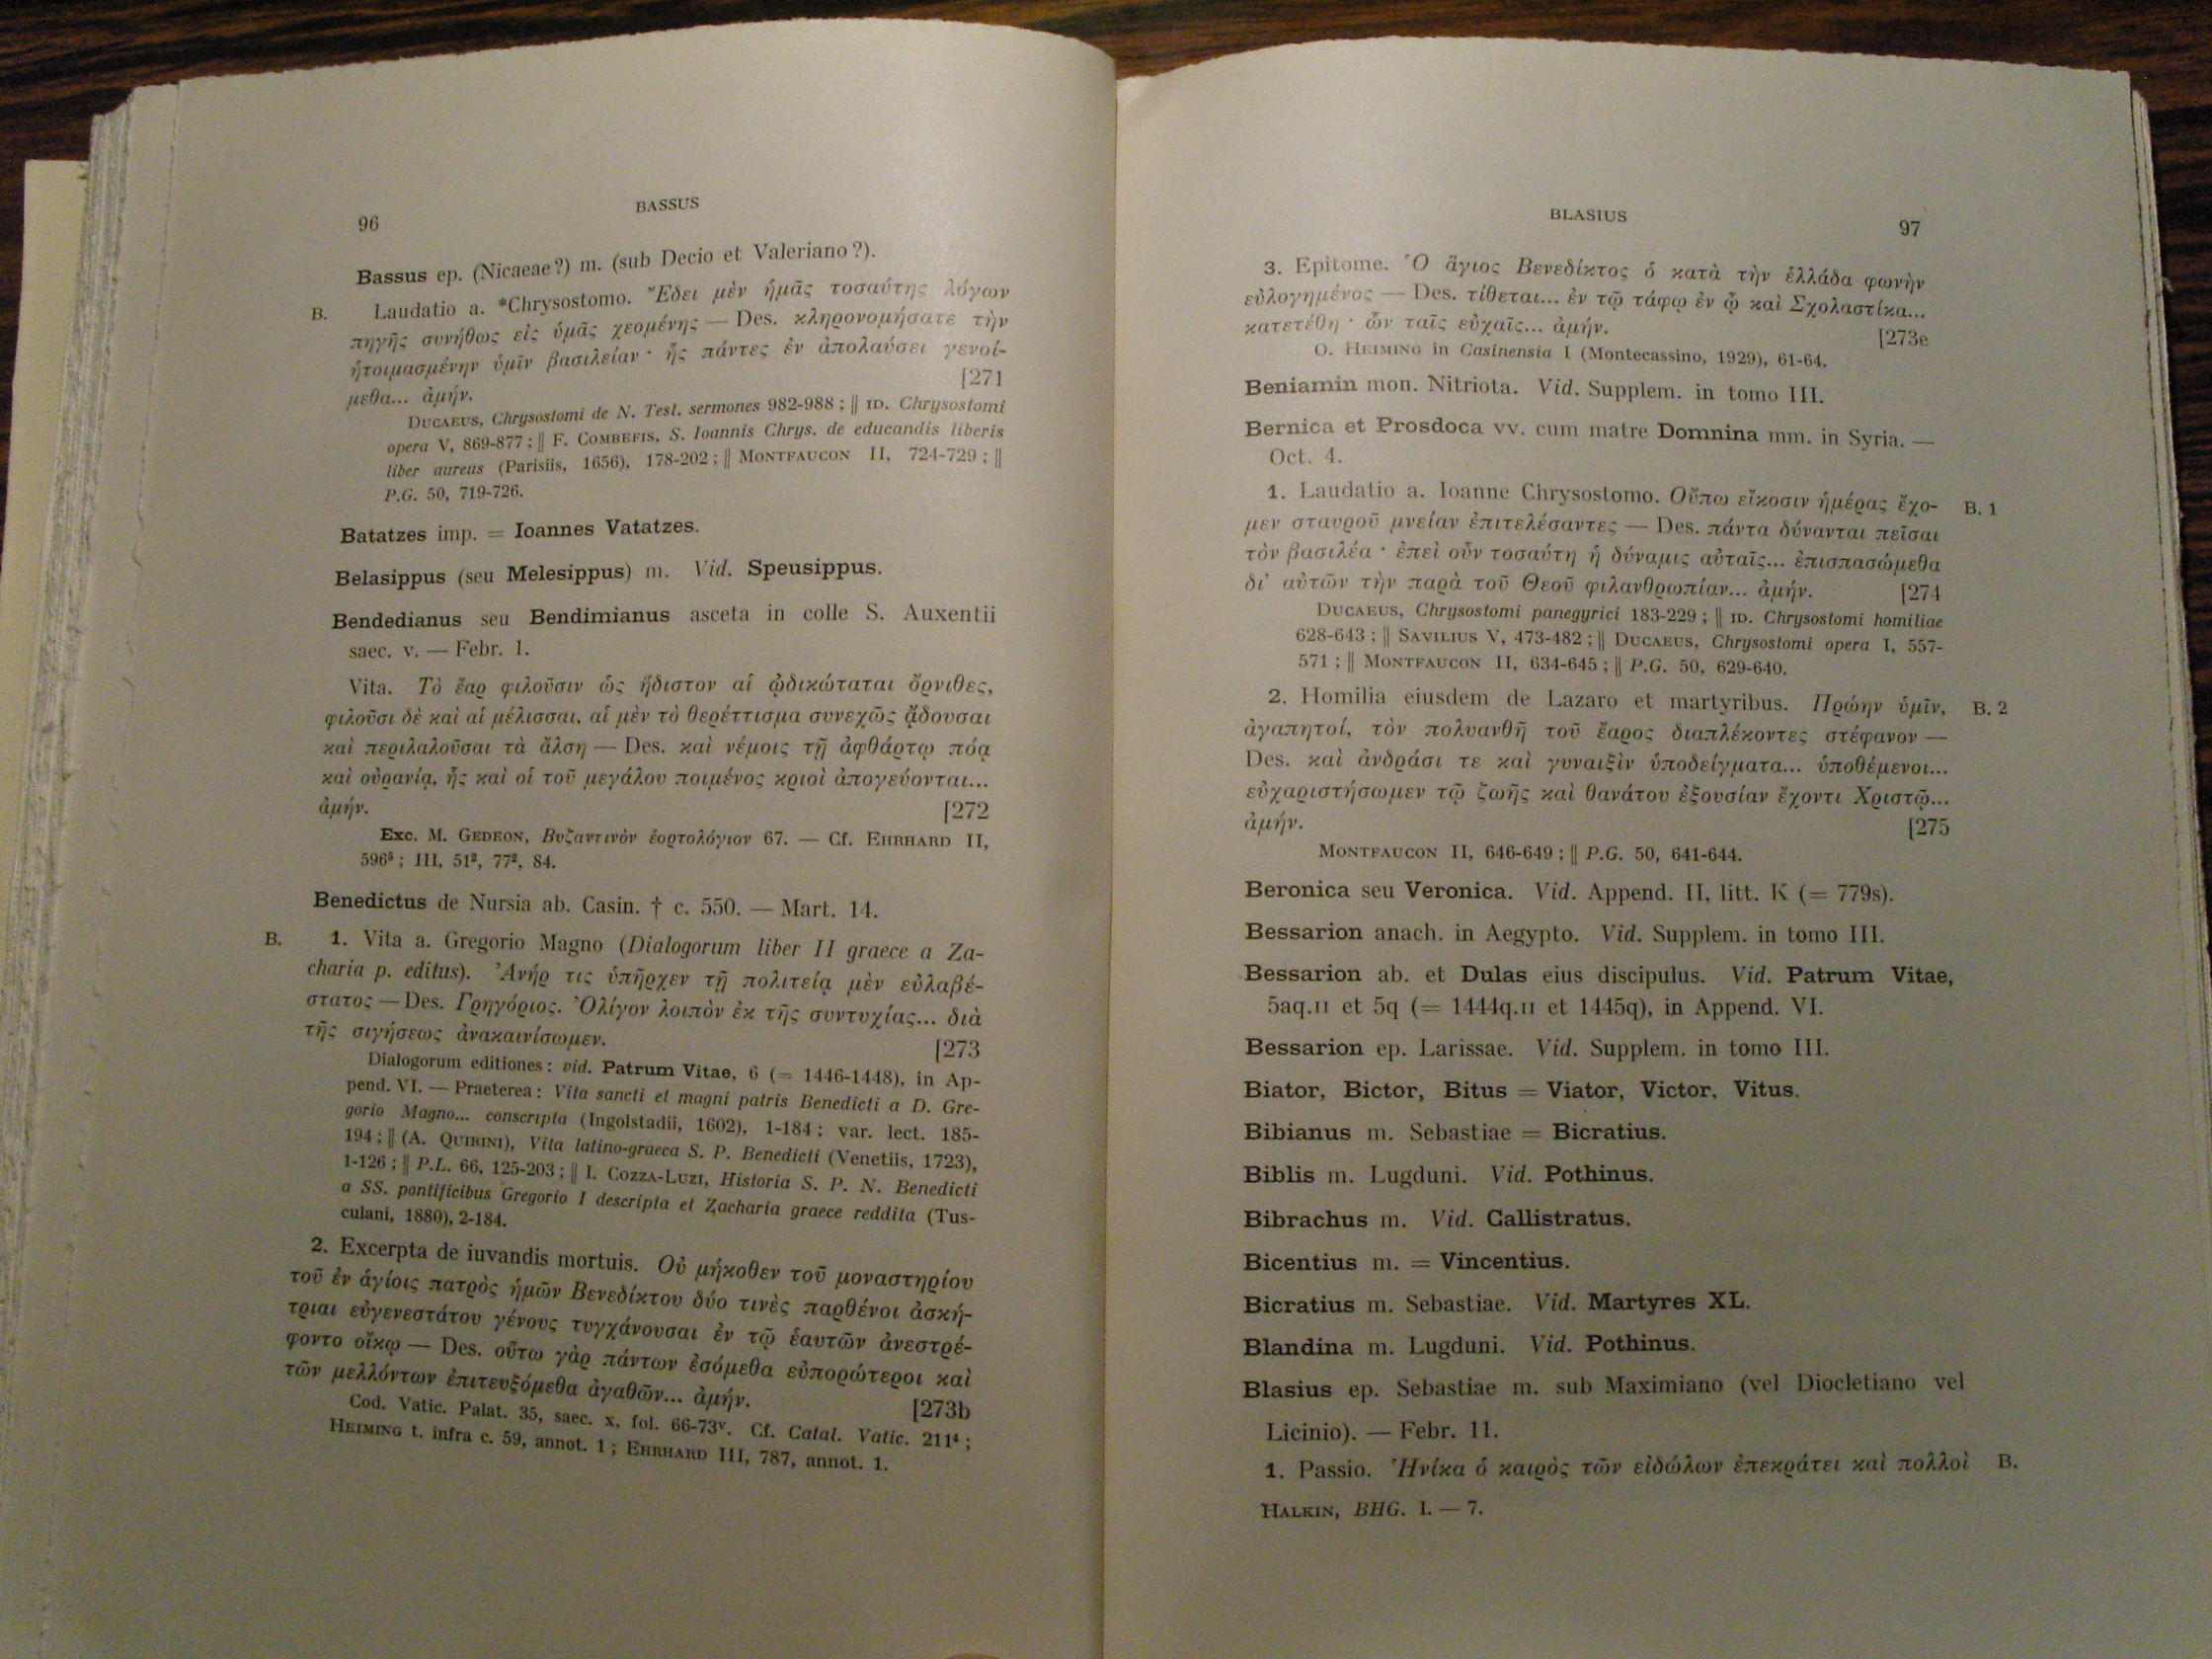 96
BASSUS
Bassus ep. (Nicaeae?) m. (sub Decio et Valeriano?).
B. Laudatio a. *Chrysostomo. Ἔδει μὲν ἡμᾶς τοσαύτης λόγων
πηγῆς συνήθως εἰς ὑμᾶς χεομένης — Des. κληρονομήσατε τὴν
ἡτοιμασμένην ὑμῖν βασιλείαν · ἧς πάντες ἐν ἀπολαύσει γενοί-
μεθα... ἀμήν. [271
DUCAEUS, Chrysostomi de N. Test. sermones 982-988 ; || ID. Chrysostomi
opera V, 869-877 ; || F. COMBEFIS, S. Ioannis Chrys. de educandis liberis
liber aureus (Parisiis, 1656), 178-202 ; || MONTFAUCON II, 724-729 ; ||
P.G. 50, 719-726.
Batatzes imp. = Ioannes Vatatzes.
Belasippus (seu Melesippus) m. Vid. Speusippus.
Bendedianus seu Bendimianus asceta in colle S. Auxentii
saec. v. — Febr. 1.
Vita. Τὸ ἔαρ φιλοῦσιν ὡς ἥδιστον αἱ ᾠδικώταται ὄρνιθες,
φιλοῦσι δὲ καὶ αἱ μέλισσαι, αἱ μὲν τὸ θερέττισμα συνεχῶς ᾄδουσαι
καὶ περιλαλοῦσαι τὰ ἄλση — Des. καὶ νέμοις τῇ ἀφθάρτῳ πόᾳ
καὶ οὐρανίᾳ, ἧς καὶ οἱ τοῦ μεγάλου ποιμένος κριοὶ ἀπογεύονται...
ἀμήν. [272
Exc. M. GEDEON, Βυζαντινὸν ἑορτολόγιον 67. — Cf. EHRHARD II,
596⁵ ; III, 51², 77², 84.
Benedictus de Nursia ab. Casin. † c. 550. — Mart. 14.
B. 1. Vita a. Gregorio Magno (Dialogorum liber II graece a Za-
charia p. editus). Ἀνήρ τις ὑπῆρχεν τῇ πολιτείᾳ μὲν εὐλαβέ-
στατος — Des. Γρηγόριος. Ὀλίγον λοιπὸν ἐκ τῆς συντυχίας... διὰ
τῆς σιγήσεως ἀνακαινίσωμεν. [273
Dialogorum editiones : vid. Patrum Vitae, 6 (= 1446-1448), in Ap-
pend. VI. — Praeterea : Vita sancti et magni patris Benedicti a D. Gre-
gorio Magno... conscripta (Ingolstadii, 1602), 1-184 ; var. lect. 185-
194 ; || (A. QUIRINI), Vita latino-graeca S. P. Benedicti (Venetiis, 1723),
1-126 ; || P.L. 66, 125-203 ; || I. COZZA-LUZI, Historia S. P. N. Benedicti
a SS. pontificibus Gregorio I descripta et Zacharia graece reddita (Tus-
culani, 1880), 2-184.
2. Excerpta de iuvandis mortuis. Οὐ μήκοθεν τοῦ μοναστηρίου
τοῦ ἐν ἁγίοις πατρὸς ἡμῶν Βενεδίκτου δύο τινὲς παρθένοι ἀσκή-
τριαι εὐγενεστάτου γένους τυγχάνουσαι ἐν τῷ ἑαυτῶν ἀνεστρέ-
φοντο οἴκῳ — Des. οὕτω γὰρ πάντων ἐσόμεθα εὐπορώτεροι καὶ
τῶν μελλόντων ἐπιτευξόμεθα ἀγαθῶν... ἀμήν. [273b
Cod. Vatic. Palat. 35, saec. x, fol. 66-73ᵛ. Cf. Catal. Vatic. 211⁴ ;
HEIMING t. infra c. 59, annot. 1 ; EHRHARD III, 787, annot. 1.
BLASIUS
97
3. Epitome. Ὁ ἅγιος Βενεδίκτος ὁ κατὰ τὴν ἑλλάδα φωνὴν
εὐλογημένος — Des. τίθεται... ἐν τῷ τάφῳ ἐν ᾧ καὶ Σχολαστίκα...
κατετέθη · ὧν ταῖς εὐχαῖς... ἀμήν. [273e
O. HEIMING in Casinensia I (Montecassino, 1929), 61-64.
Beniamin mon. Nitriota. Vid. Supplem. in tomo III.
Bernica et Prosdoca vv. cum matre Domnina mm. in Syria. —
Oct. 4.
1. Laudatio a. Ioanne Chrysostomo. Οὔπω εἴκοσιν ἡμέρας ἔχο- B. 1
μεν σταυροῦ μνείαν ἐπιτελέσαντες — Des. πάντα δύνανται πεῖσαι
τὸν βασιλέα · ἐπεὶ οὖν τοσαύτη ἡ δύναμις αὐταῖς... ἐπισπασώμεθα
δι' αὐτῶν τὴν παρὰ τοῦ Θεοῦ φιλανθρωπίαν... ἀμήν. [274
DUCAEUS, Chrysostomi panegyrici 183-229 ; || ID. Chrysostomi homiliae
628-643 ; || SAVILIUS V, 473-482 ; || DUCAEUS, Chrysostomi opera I, 557-
571 ; || MONTFAUCON II, 634-645 ; || P.G. 50, 629-640.
2. Homilia eiusdem de Lazaro et martyribus. Πρώην ὑμῖν, B. 2
ἀγαπητοί, τὸν πολυανθῆ τοῦ ἔαρος διαπλέκοντες στέφανον —
Des. καὶ ἀνδράσι τε καὶ γυναιξὶν ὑποδείγματα... ὑποθέμενοι...
εὐχαριστήσωμεν τῷ ζωῆς καὶ θανάτου ἐξουσίαν ἔχοντι Χριστῷ...
ἀμήν. [275
MONTFAUCON II, 646-649 ; || P.G. 50, 641-644.
Beronica seu Veronica. Vid. Append. II, litt. K (= 779s).
Bessarion anach. in Aegypto. Vid. Supplem. in tomo III.
Bessarion ab. et Dulas eius discipulus. Vid. Patrum Vitae,
5aq.II et 5q (= 1444q.II et 1445q), in Append. VI.
Bessarion ep. Larissae. Vid. Supplem. in tomo III.
Biator, Bictor, Bitus = Viator, Victor, Vitus.
Bibianus m. Sebastiae = Bicratius.
Biblis m. Lugduni. Vid. Pothinus.
Bibrachus m. Vid. Callistratus.
Bicentius m. = Vincentius.
Bicratius m. Sebastiae. Vid. Martyres XL.
Blandina m. Lugduni. Vid. Pothinus.
Blasius ep. Sebastiae m. sub Maximiano (vel Diocletiano vel
Licinio). — Febr. 11.
1. Passio. Ἡνίκα ὁ καιρὸς τῶν εἰδώλων ἐπεκράτει καὶ πολλοὶ B.
HALKIN, BHG. I. — 7.